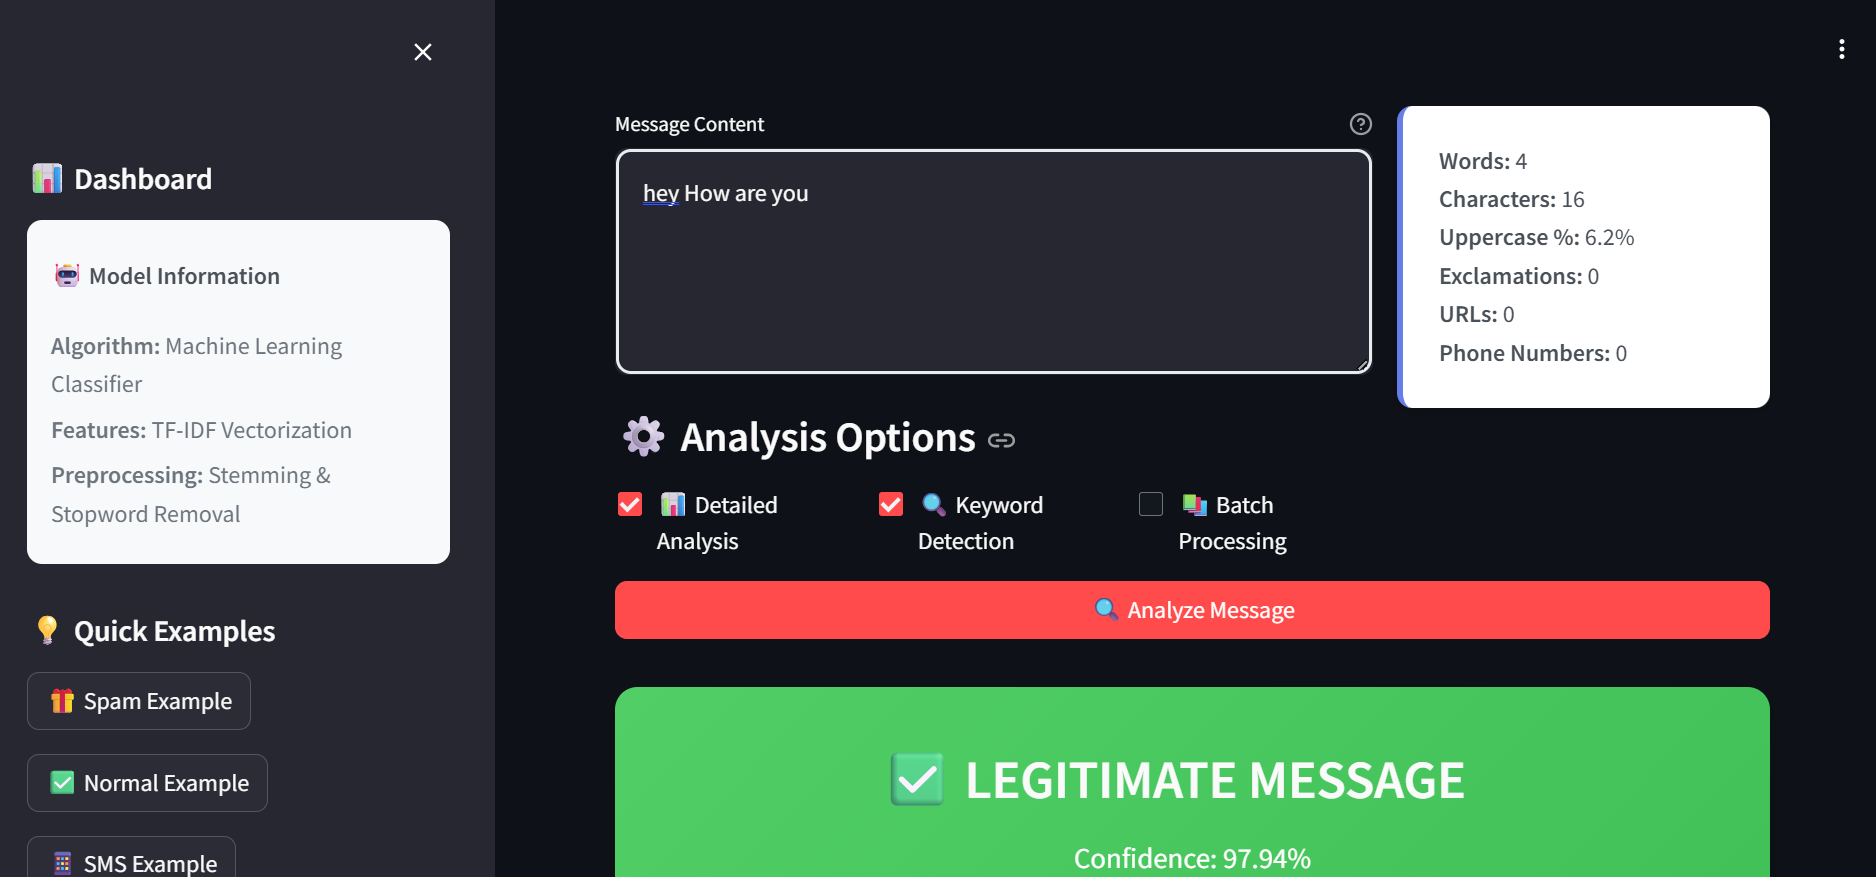 Dashboard
Model Information
Algorithm: Machine Learning
Classifier
Features: TF-IDF Vectorization
Preprocessing: Stemming &
Stopword Removal
Quick Examples
Spam Example
Normal Example
SMS Example
Message Content
hey How are you
Words: 4
Characters: 16
Uppercase %: 6.2%
Exclamations: 0
URLs: 0
Phone Numbers: 0
Analysis Options
Detailed
Analysis
Keyword
Detection
Batch
Processing
Analyze Message
LEGITIMATE MESSAGE
Confidence: 97.94%